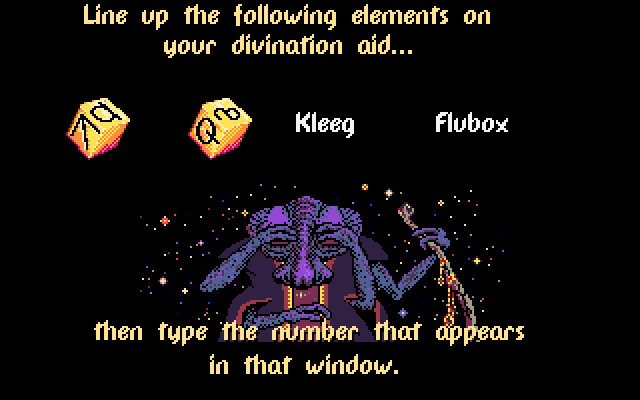 Line up the following elements on
your divination aid...
Kleeg Flubox
then type the number that appears
in that window.